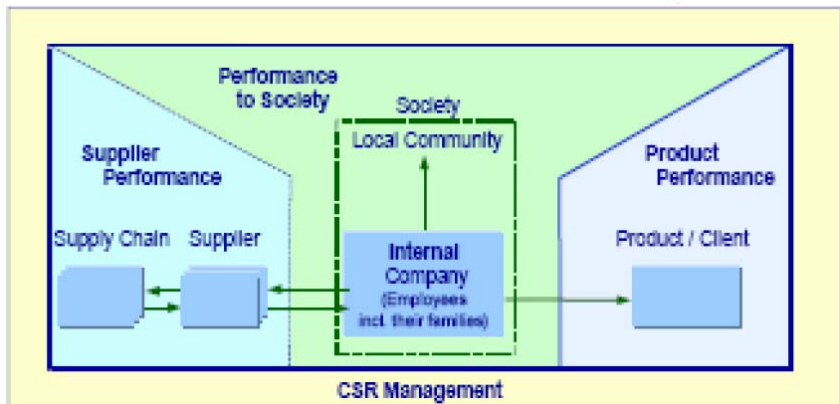 Performance
to Society
Society
Local Community
Supplier
Performance
Product
Performance
Supply Chain
Supplier
Product / Client
Internal
Company
(Employees
incl. their families)
CSR Management